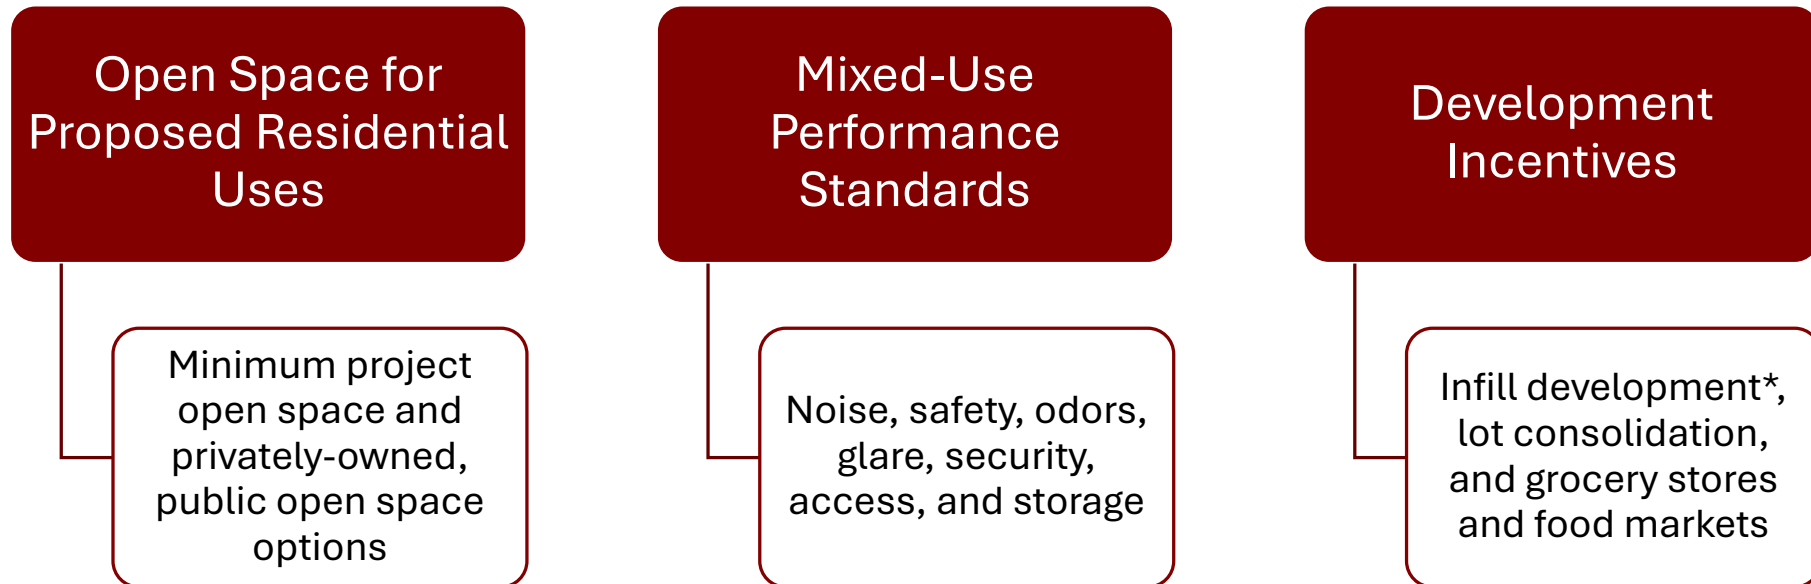 Open Space for
Proposed Residential
Uses
Minimum project
open space and
privately-owned,
public open space
options
Mixed-Use
Performance
Standards
Noise, safety, odors,
glare, security,
access, and storage
Development
Incentives
Infill development*,
lot consolidation,
and grocery stores
and food markets